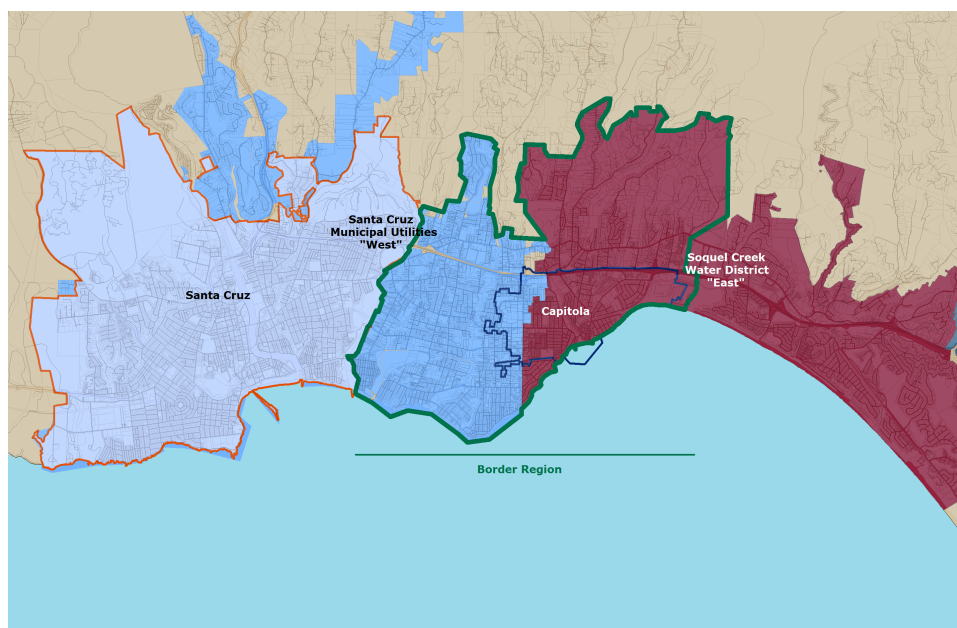 Santa Cruz
Municipal Utilities
"West"
Soquel Creek
Water District
"East"
Santa Cruz
Capitola
Border Region